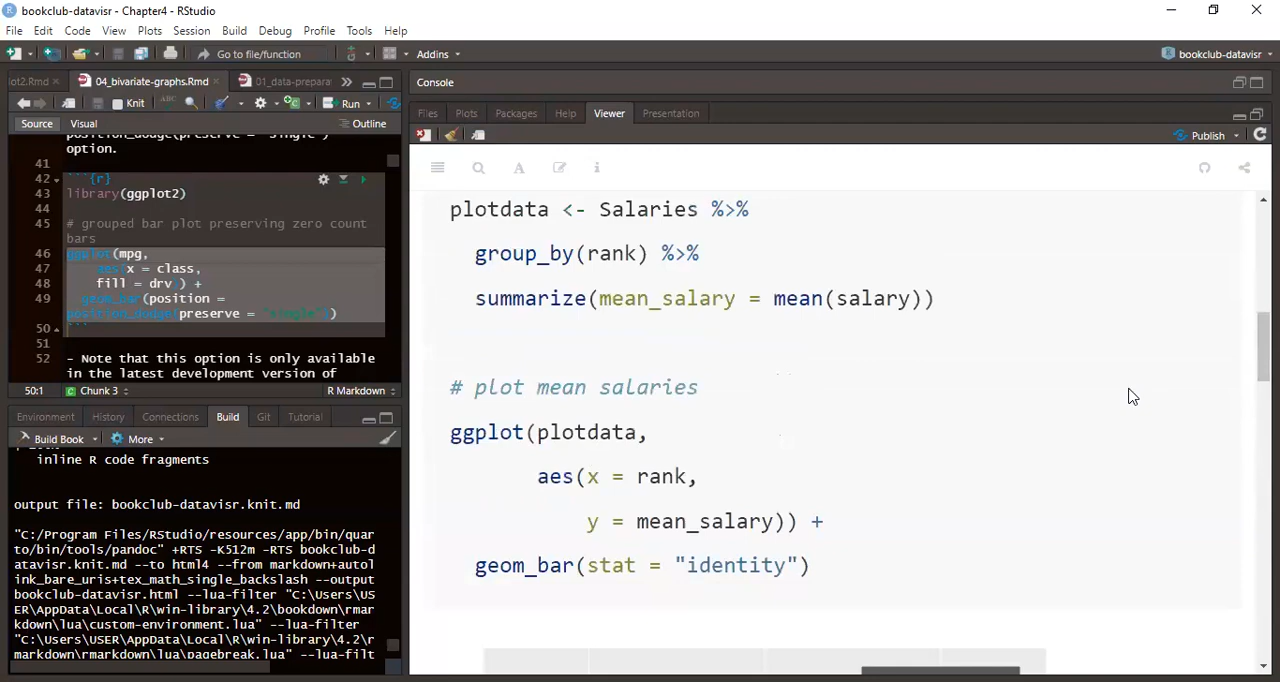 bookclub-datavisr - Chapter4 - RStudio
File Edit Code View Plots Session Build Debug Profile Tools Help
Go to file/function Addins bookclub-datavisr
lot2.Rmd 04_bivariate-graphs.Rmd 01_data-prepara
Knit Run
Source Visual Outline
position_dodge(preserve = "single")
option.
41
42 ```{r}
43 library(ggplot2)
44
45 # grouped bar plot preserving zero count
bars
46 ggplot(mpg,
47 aes(x = class,
48 fill = drv)) +
49 geom_bar(position =
position_dodge(preserve = "single"))
50 ```
51
52 - Note that this option is only available
in the latest development version of
50:1 Chunk 3 R Markdown
Environment History Connections Build Git Tutorial
Build Book More
inline R code fragments
output file: bookclub-datavisr.knit.md
"C:/Program Files/RStudio/resources/app/bin/quar
to/bin/tools/pandoc" +RTS -K512m -RTS bookclub-d
atavisr.knit.md --to html4 --from markdown+autol
ink_bare_uris+tex_math_single_backslash --output
bookclub-datavisr.html --lua-filter "C:\Users\US
ER\AppData\Local\R\win-library\4.2\bookdown\rmar
kdown\lua\custom-environment.lua" --lua-filter
"C:\Users\USER\AppData\Local\R\win-library\4.2\r
markdown\rmarkdown\lua\pagebreak.lua" --lua-filt
Console
Files Plots Packages Help Viewer Presentation
Publish
plotdata <- Salaries %>%
group_by(rank) %>%
summarize(mean_salary = mean(salary))
# plot mean salaries
ggplot(plotdata,
aes(x = rank,
y = mean_salary)) +
geom_bar(stat = "identity")